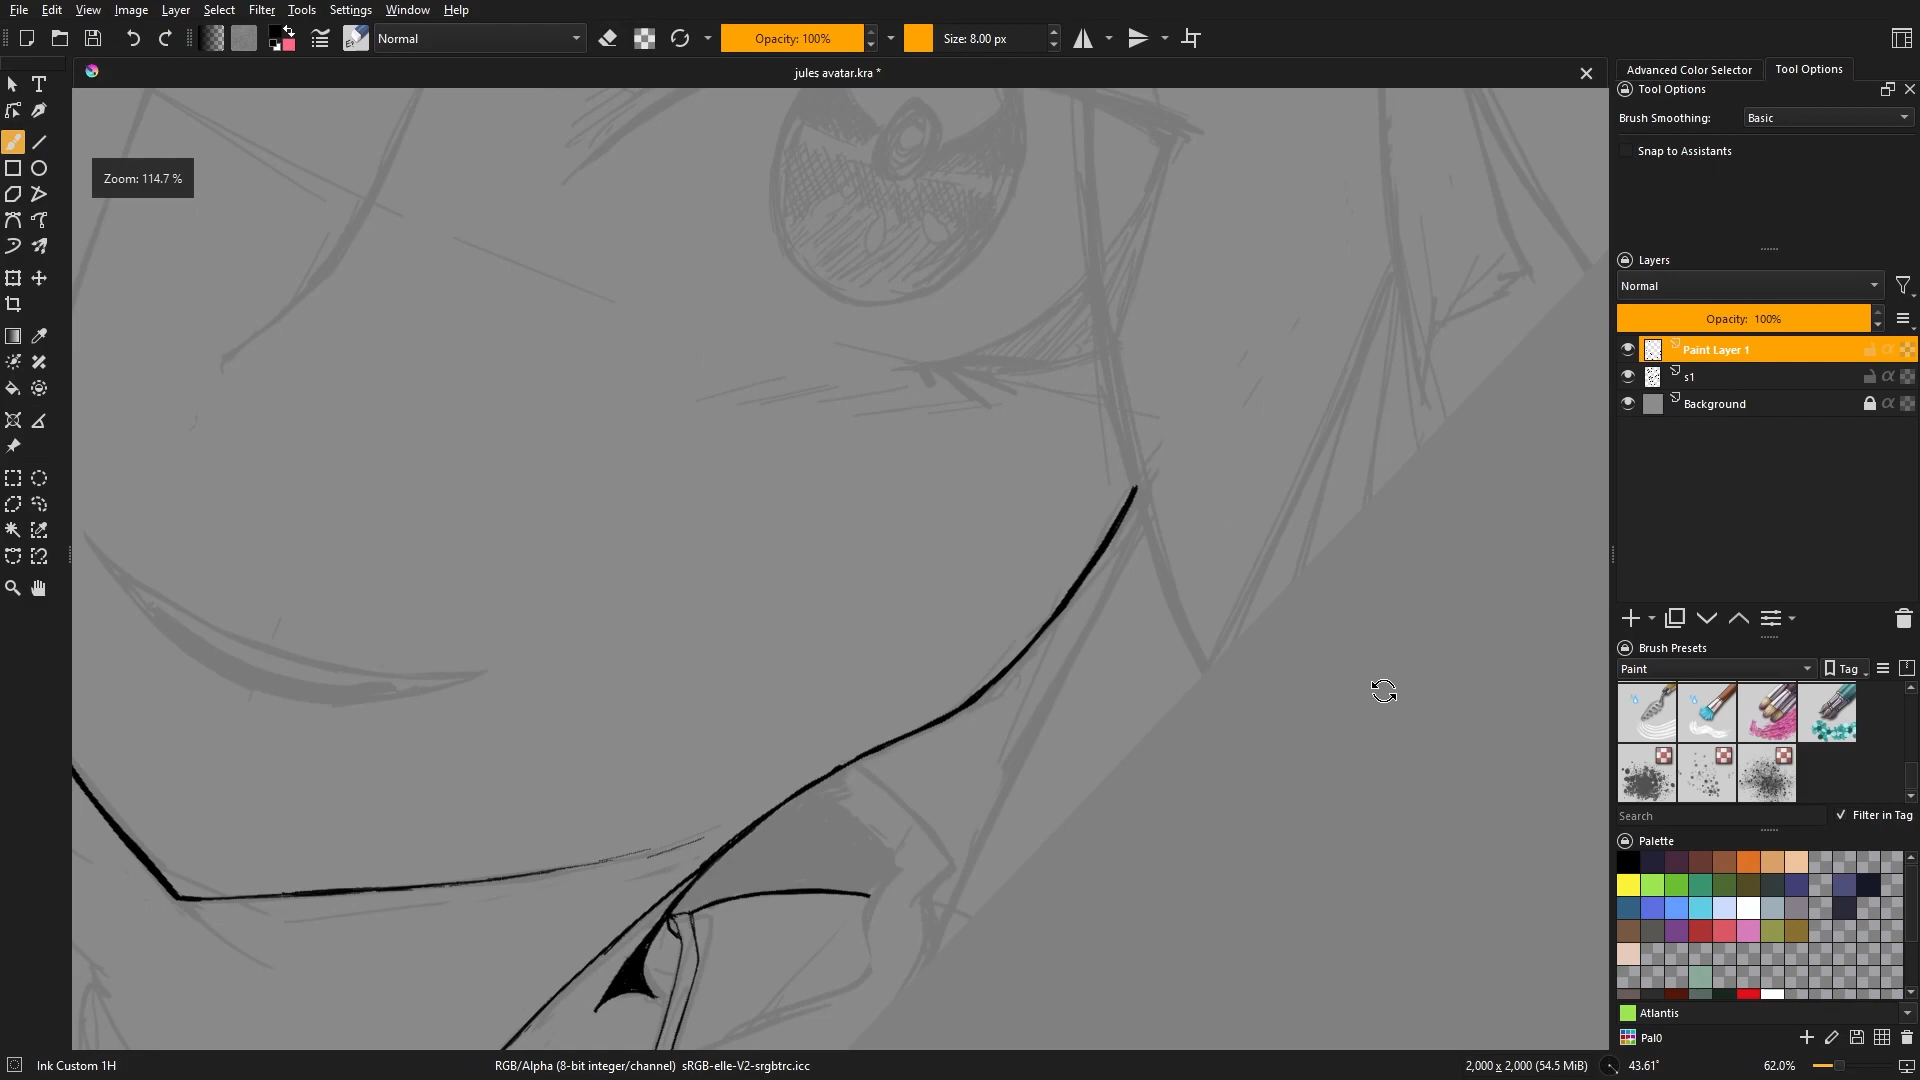 File Edit View Image Layer Select Filter Tools Settings Window Help
Normal
Opacity: 100%
Size: 8.00 px
jules avatar.kra *
Advanced Color Selector
Tool Options
Tool Options
Brush Smoothing:
Basic
Snap to Assistants
Zoom: 114.7 %
Layers
Normal
Opacity: 100%
Paint Layer 1
s1
Background
Brush Presets
Paint
Tag
Search
Filter in Tag
Palette
Atlantis
Pal0
Ink Custom 1H
RGB/Alpha (8-bit integer/channel) sRGB-elle-V2-srgbtrc.icc
2,000 x 2,000 (54.5 MiB)
43.61°
62.0%